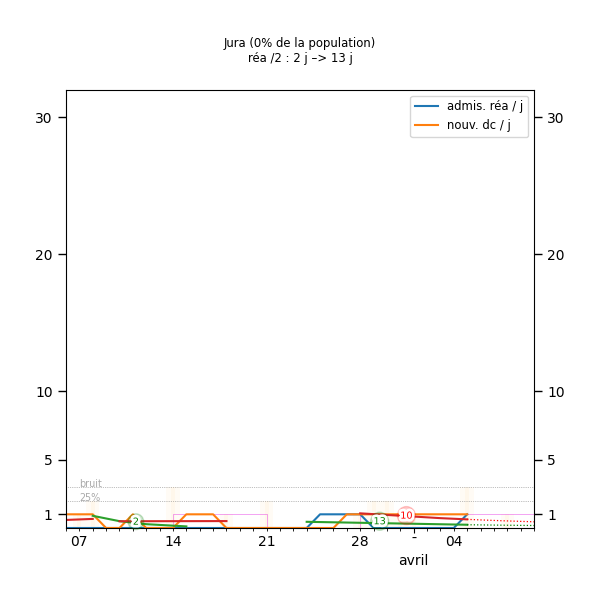 Jura (0% de la population)
réa /2 : 2 j –> 13 j
admis. réa / j
nouv. dc / j
30 30
20 20
10 10
5 5
bruit
25%
1 1
2 13 10
07 14 21 28 - 04
avril